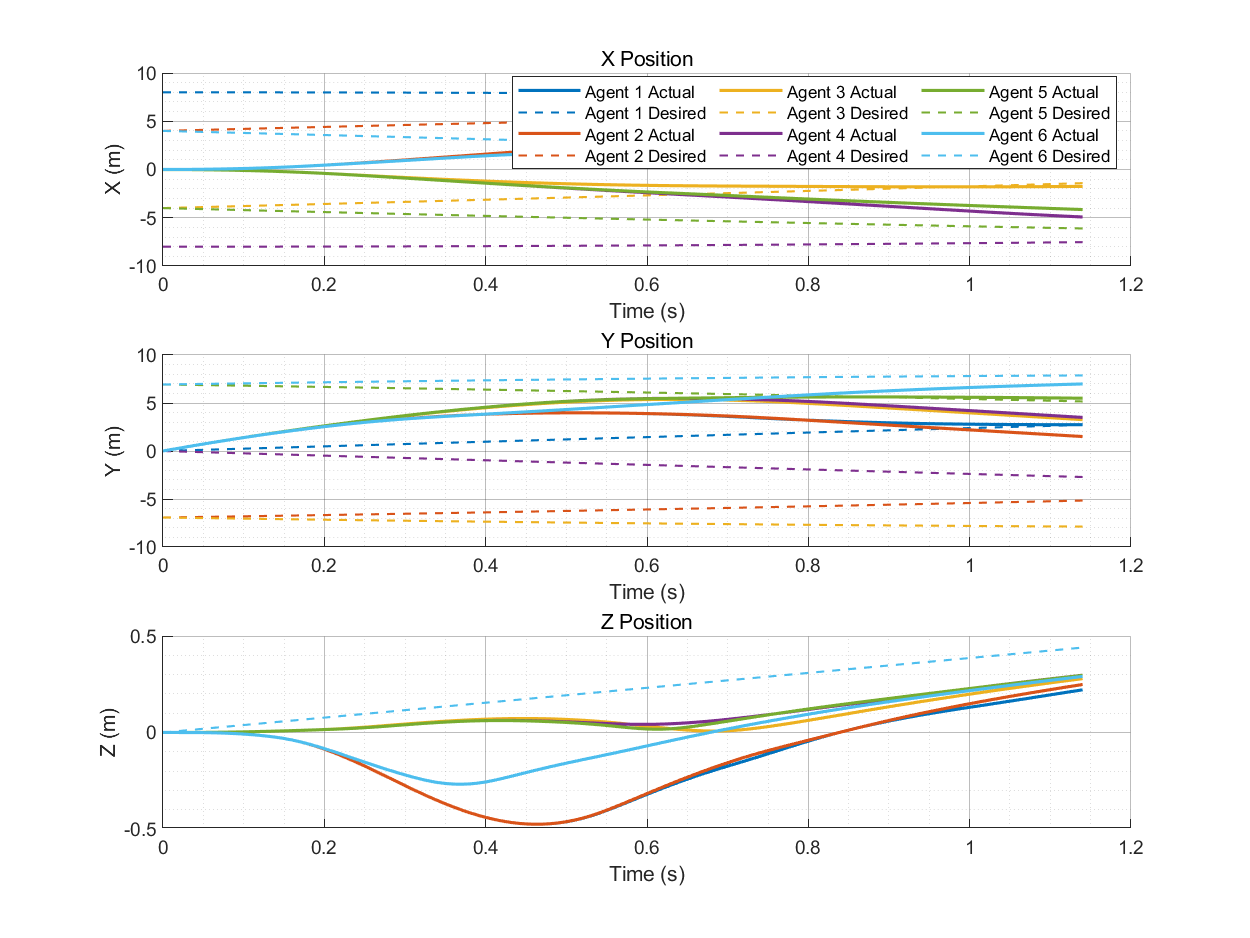 X Position
10
5
0
-5
-10
X (m)
Agent 1 Actual
Agent 1 Desired
Agent 2 Actual
Agent 2 Desired
Agent 3 Actual
Agent 3 Desired
Agent 4 Actual
Agent 4 Desired
Agent 5 Actual
Agent 5 Desired
Agent 6 Actual
Agent 6 Desired
0 0.2 0.4 0.6 0.8 1 1.2
Time (s)
Y Position
10
5
0
-5
-10
Y (m)
0 0.2 0.4 0.6 0.8 1 1.2
Time (s)
Z Position
0.5
0
-0.5
Z (m)
0 0.2 0.4 0.6 0.8 1 1.2
Time (s)